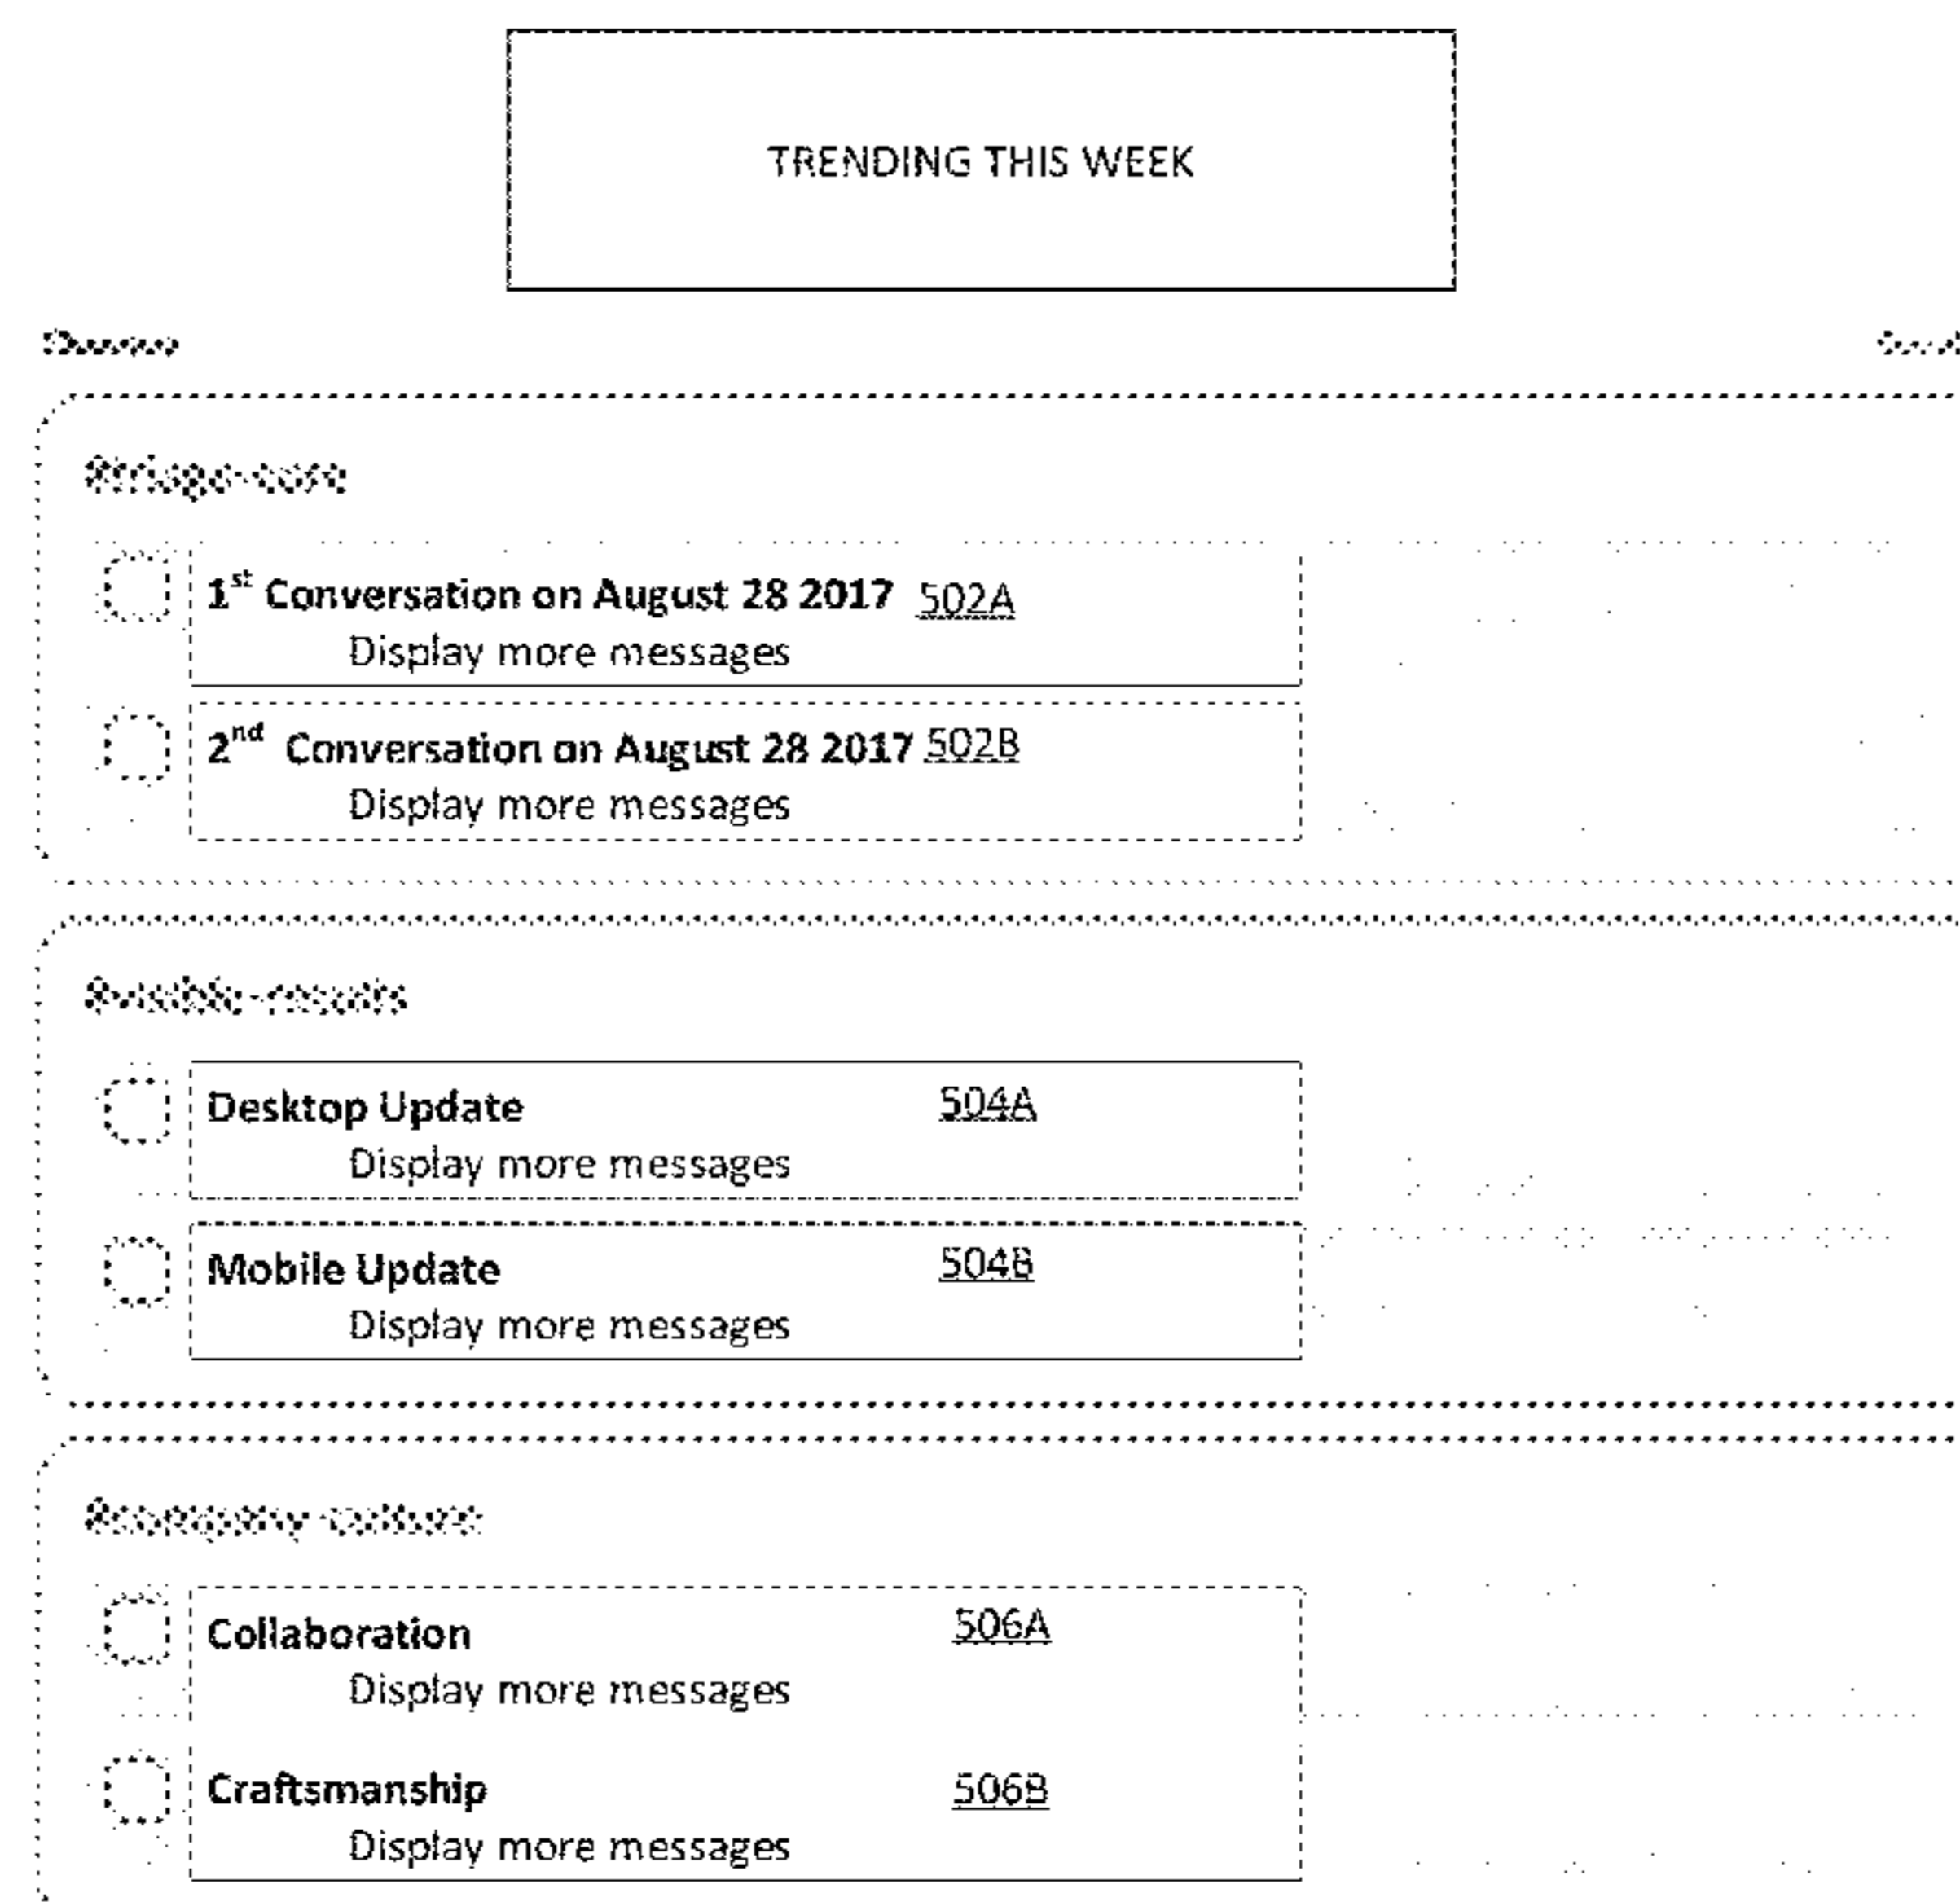 TRENDING THIS WEEK
1st Conversation on August 28 2017 502A
Display more messages
2nd Conversation on August 28 2017 502B
Display more messages
Desktop Update 504A
Display more messages
Mobile Update 504B
Display more messages
Collaboration 506A
Display more messages
Craftsmanship 506B
Display more messages